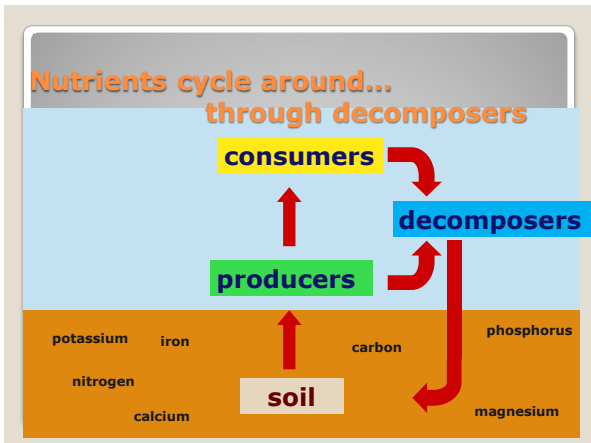 Nutrients cycle around...
through decomposers
consumers
decomposers
producers
potassium
iron
carbon
phosphorus
nitrogen
soil
calcium
magnesium